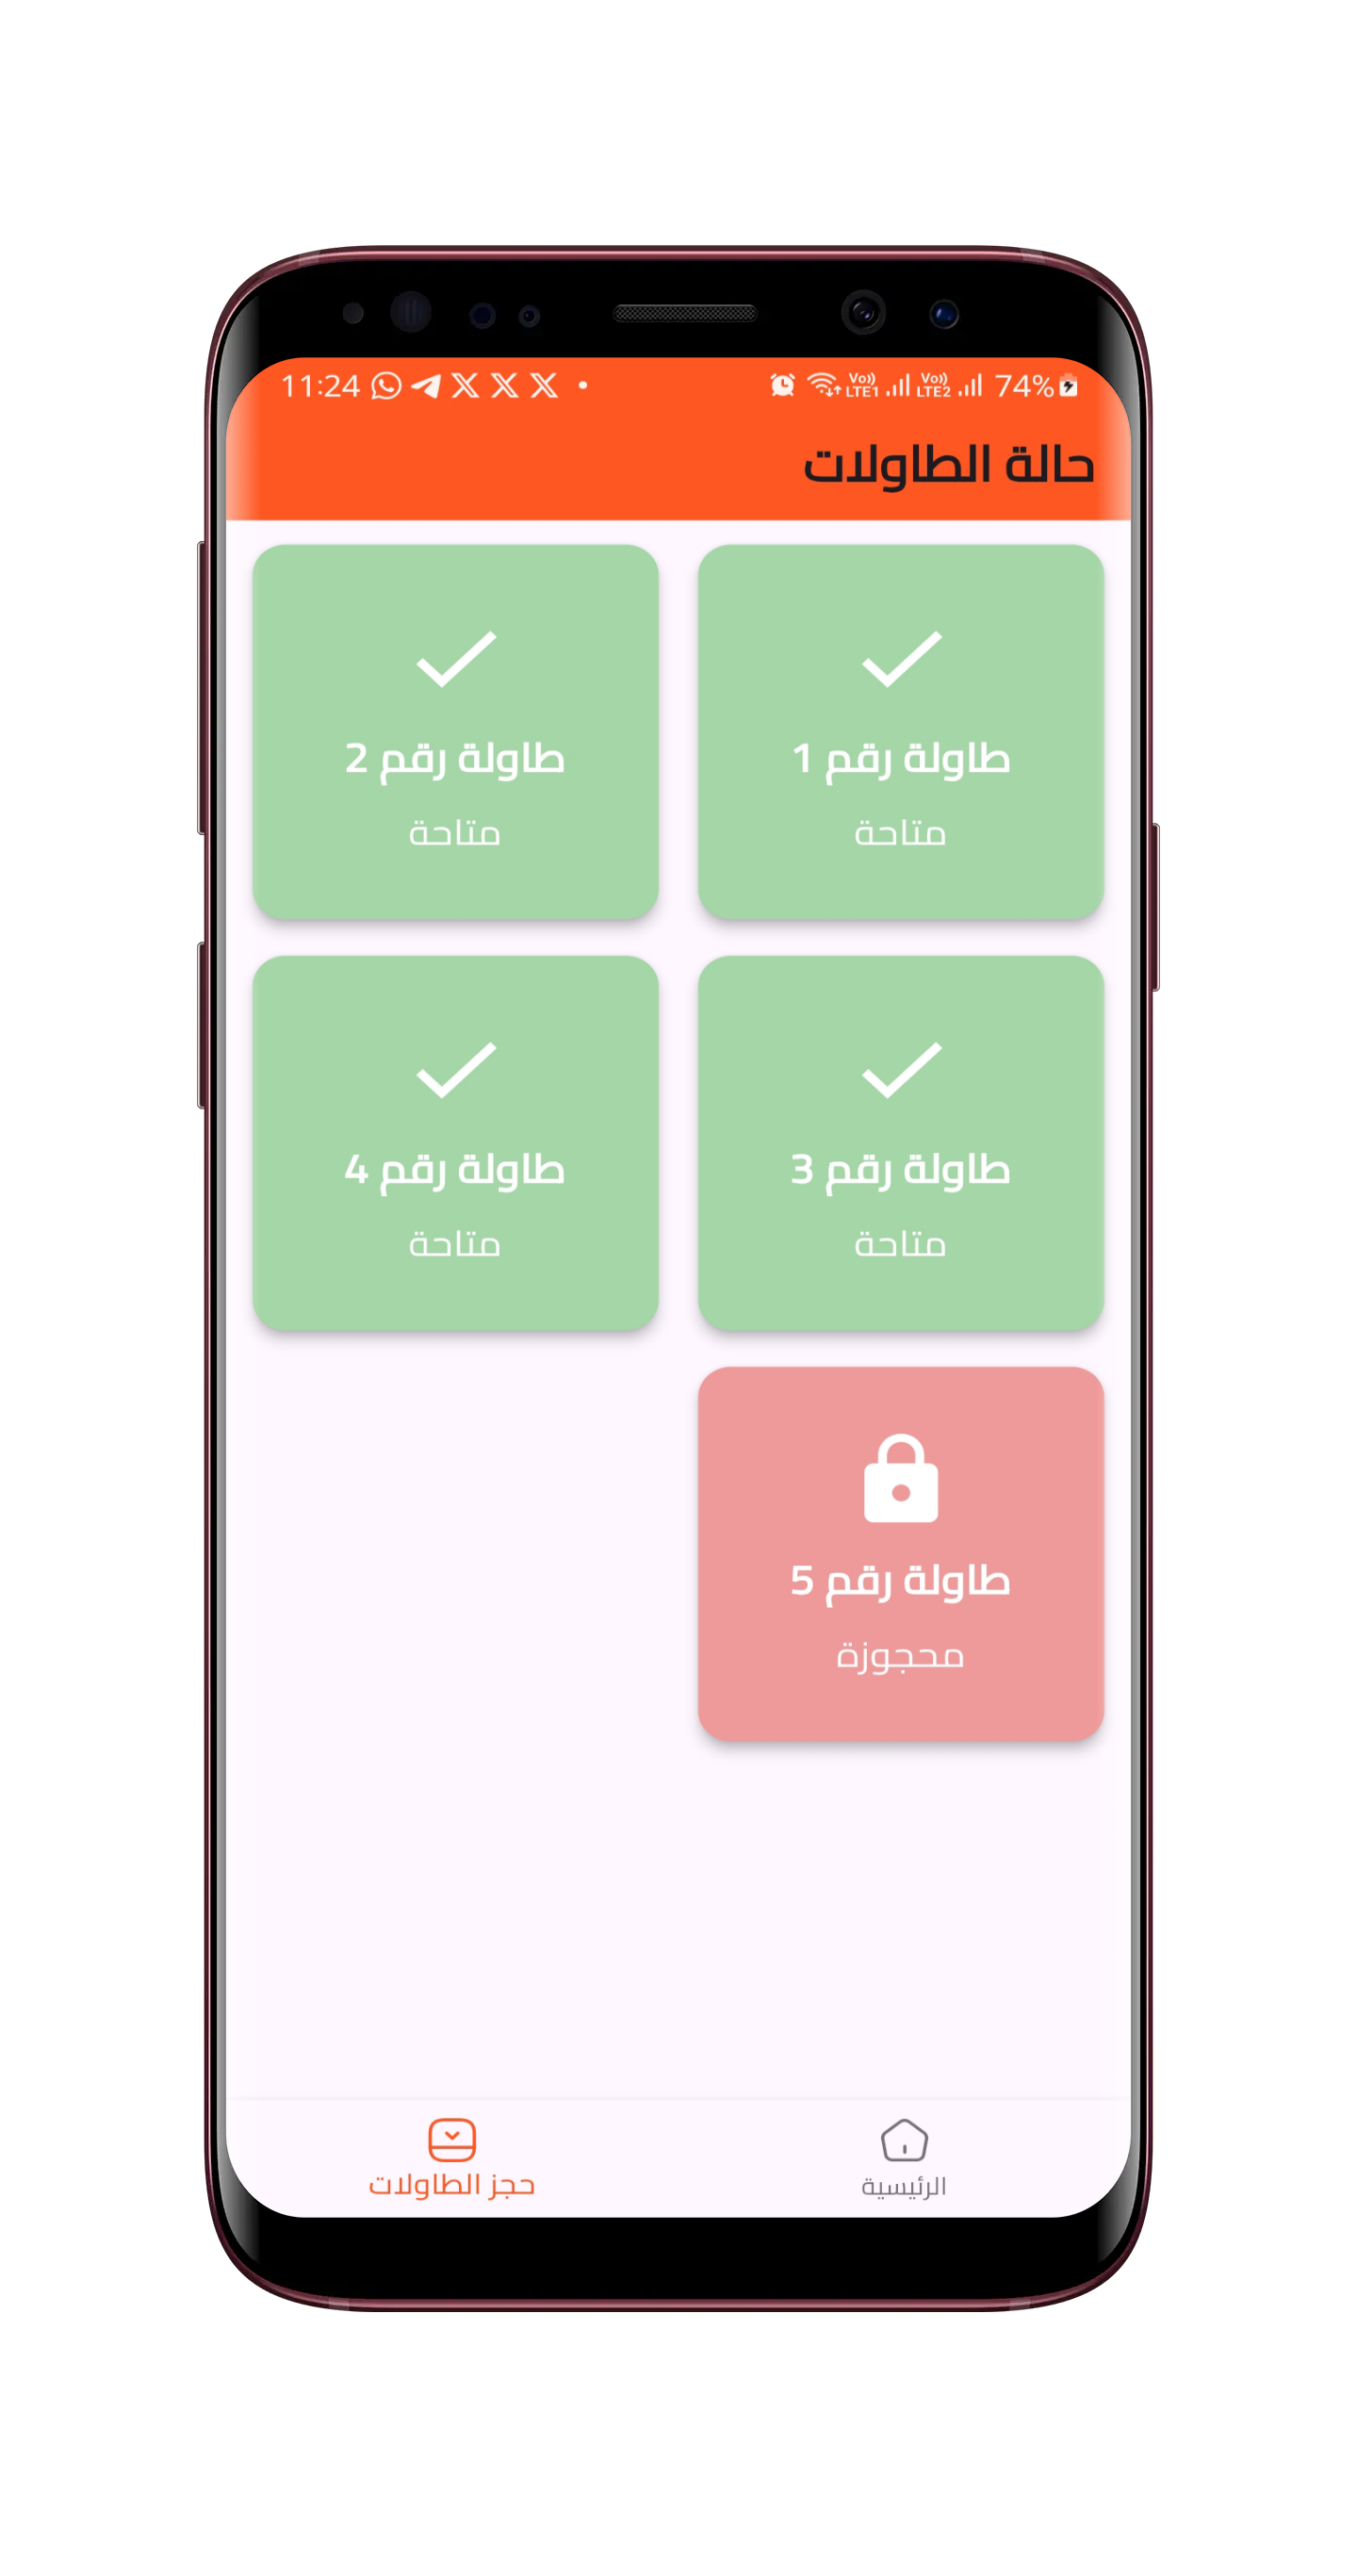 11:24
Vo)) LTE1 Vo)) LTE2 74%
حالة الطاولات
طاولة رقم 1
متاحة
طاولة رقم 2
متاحة
طاولة رقم 3
متاحة
طاولة رقم 4
متاحة
طاولة رقم 5
محجوزة
الرئيسية
حجز الطاولات